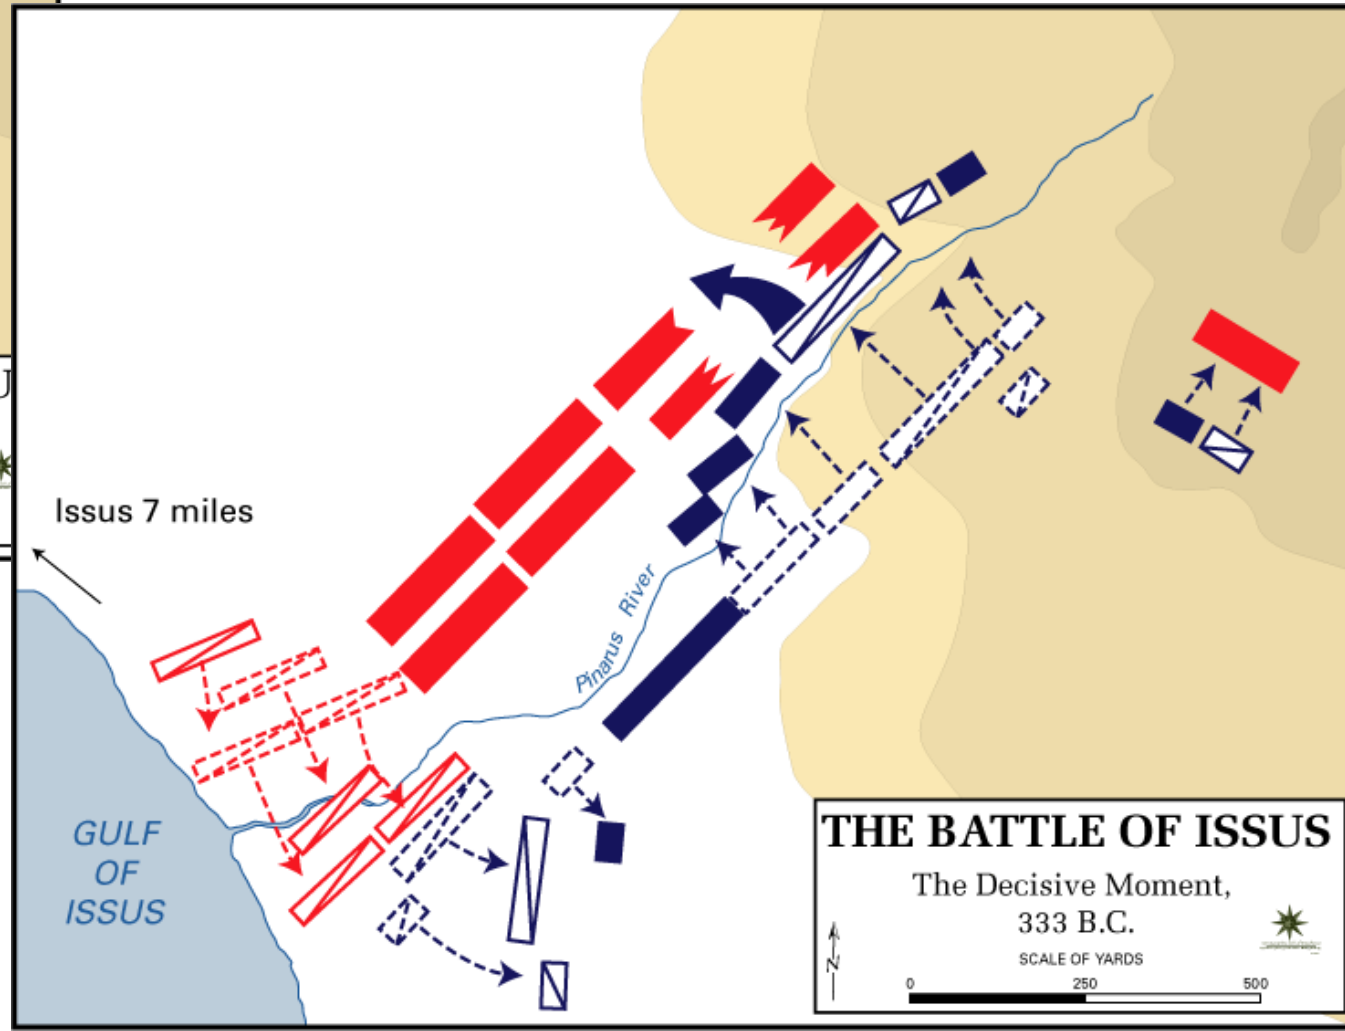 Issus 7 miles
Pinarus River
GULF
OF
ISSUS
THE BATTLE OF ISSUS
The Decisive Moment,
333 B.C.
SCALE OF YARDS
N
0 250 500